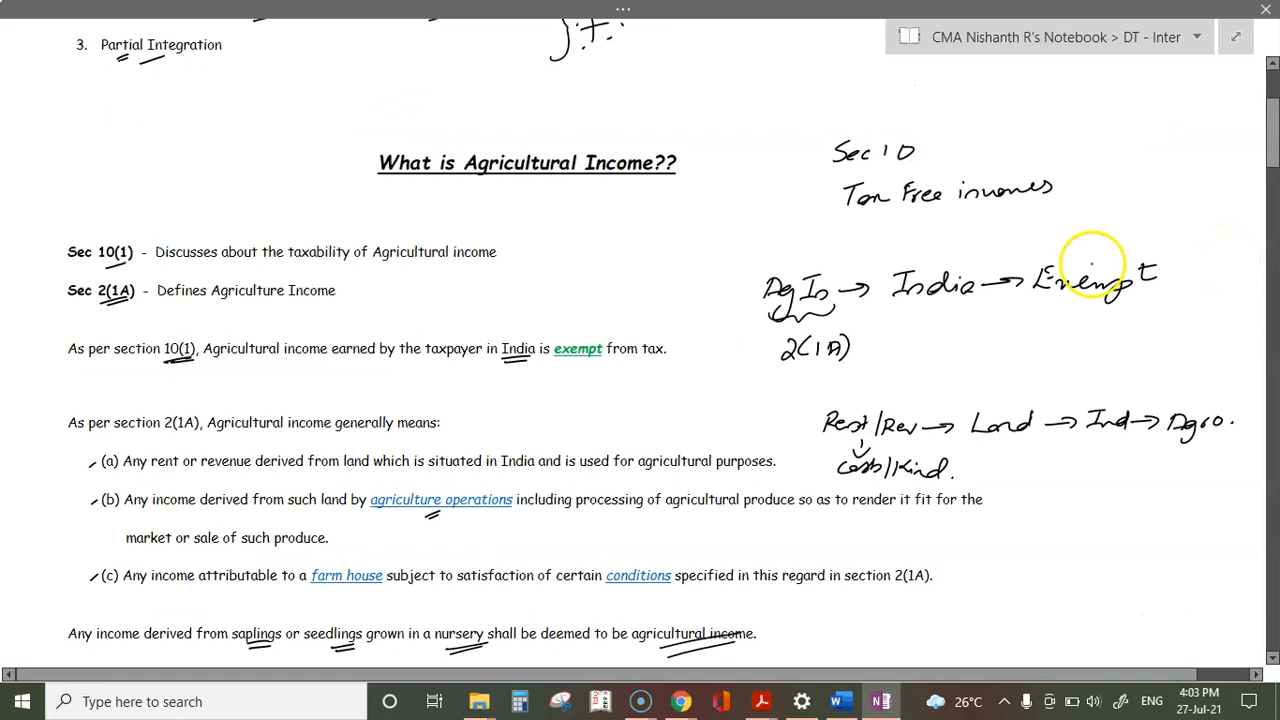 ...
I.T.
3. Partial Integration
CMA Nishanth R's Notebook > DT - Inter
Sec 10
Tax Free incomes
What is Agricultural Income??
Sec 10(1) - Discusses about the taxability of Agricultural income
Ag In → India → Exempt
Sec 2(1A) - Defines Agriculture Income
As per section 10(1), Agricultural income earned by the taxpayer in India is exempt from tax.
2(1A)
As per section 2(1A), Agricultural income generally means:
Rent/Rev → Land → Ind → Agro.
(a) Any rent or revenue derived from land which is situated in India and is used for agricultural purposes.
Cash/Kind.
(b) Any income derived from such land by agriculture operations including processing of agricultural produce so as to render it fit for the
market or sale of such produce.
(c) Any income attributable to a farm house subject to satisfaction of certain conditions specified in this regard in section 2(1A).
Any income derived from saplings or seedlings grown in a nursery shall be deemed to be agricultural income.
Type here to search
26°C
ENG
4:03 PM
27-Jul-21